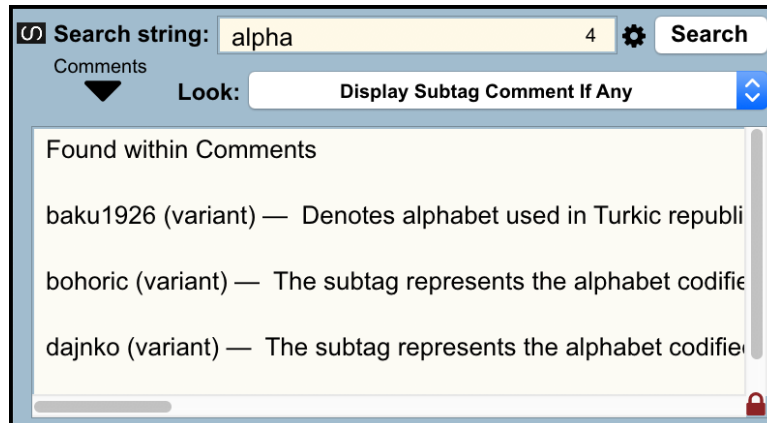 Search string: alpha 4 Search
Comments
Look: Display Subtag Comment If Any
Found within Comments
baku1926 (variant) — Denotes alphabet used in Turkic republi
bohoric (variant) — The subtag represents the alphabet codifie
dajnko (variant) — The subtag represents the alphabet codified